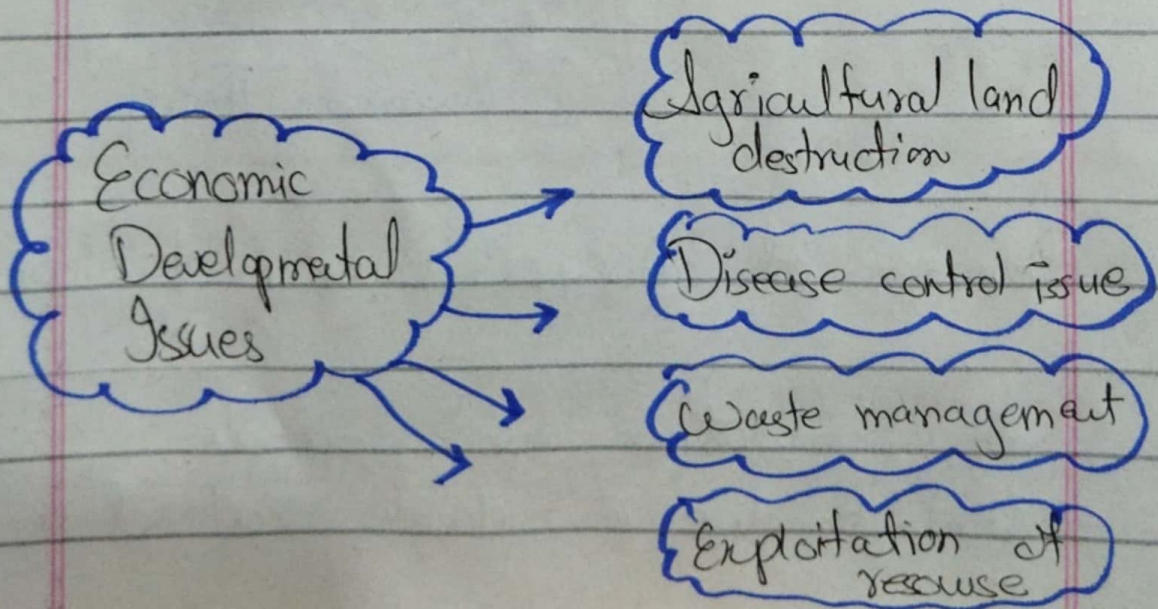 Economic
Developmental
Issues
Agricultural land
destruction
Disease control issue
Waste management
Exploitation of
resourse